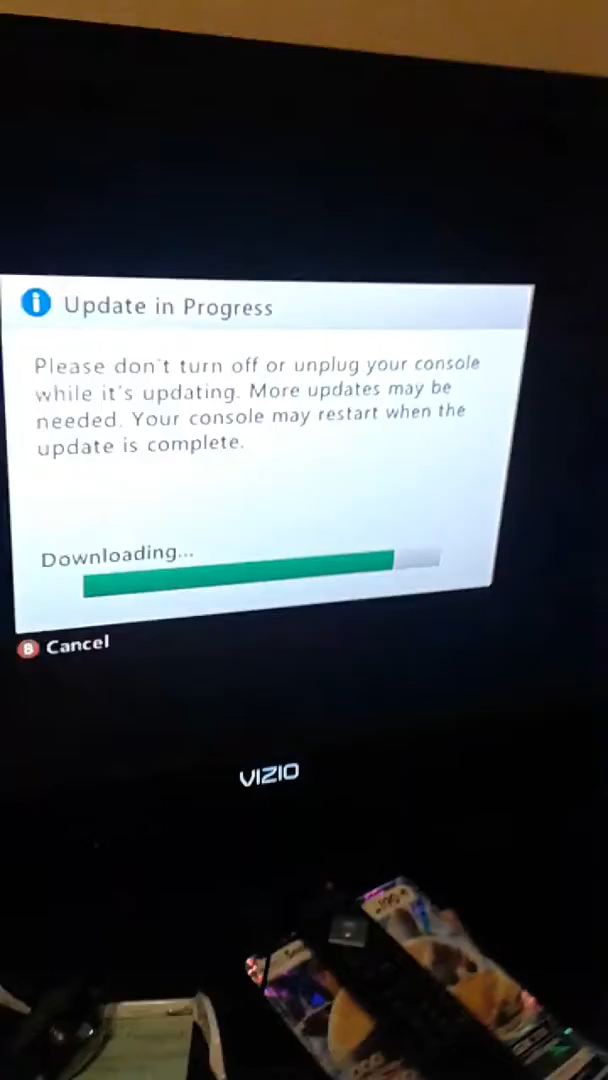 Update in Progress
Please don't turn off or unplug your console
while it's updating. More updates may be
needed. Your console may restart when the
update is complete.
Downloading...
B Cancel
VIZIO